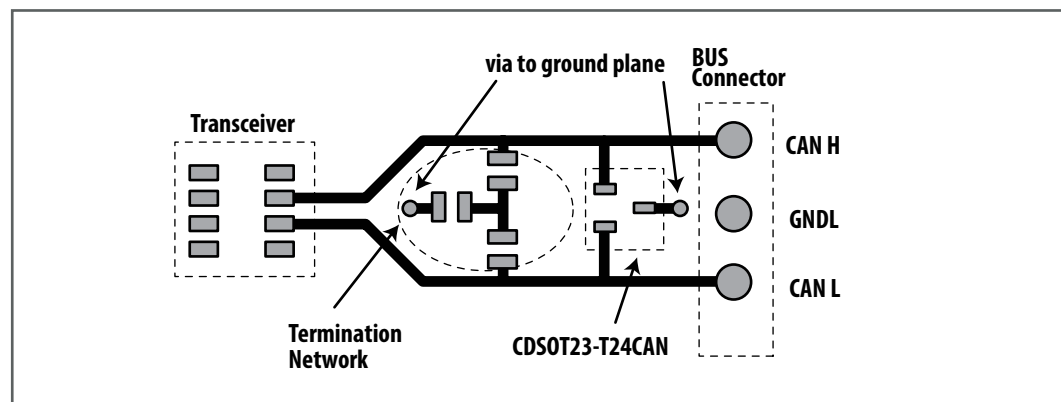 via to ground plane
BUS
Connector
Transceiver
CAN H
GNDL
CAN L
Termination
Network
CDSOT23-T24CAN